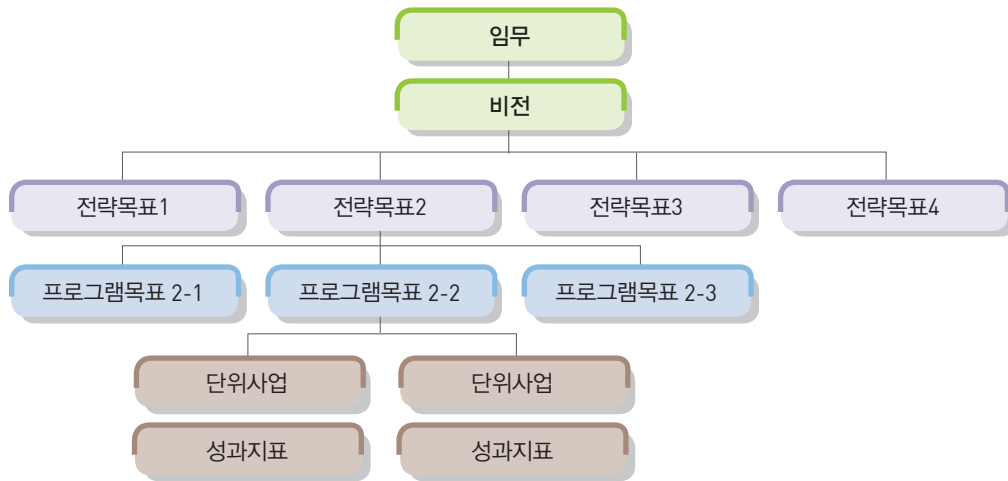 임무
비전
전략목표1
전략목표2
전략목표3
전략목표4
프로그램목표 2-1
프로그램목표 2-2
프로그램목표 2-3
단위사업
단위사업
성과지표
성과지표